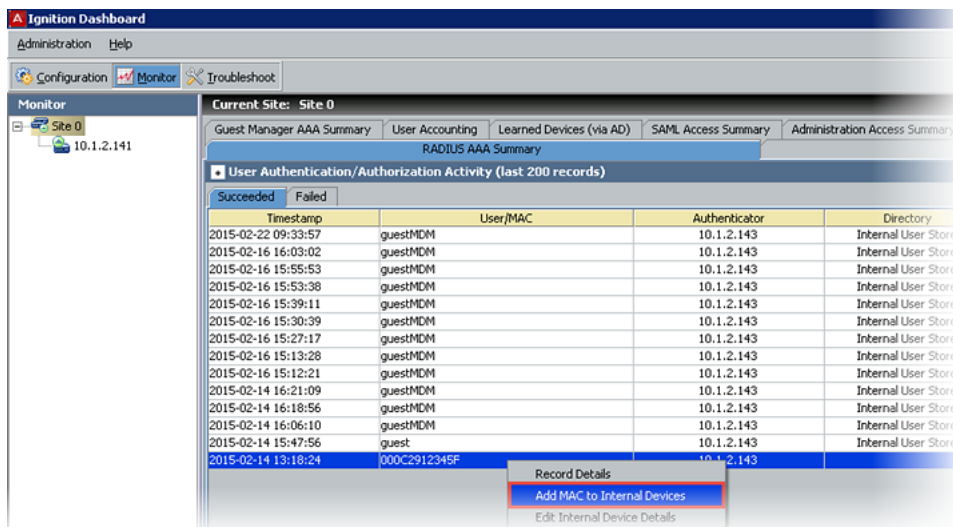 Ignition Dashboard
Administration Help
Configuration Monitor Troubleshoot
Monitor
Current Site: Site 0
Site 0
10.1.2.141
Guest Manager AAA Summary User Accounting Learned Devices (via AD) SAML Access Summary Administration Access Summary
RADIUS AAA Summary
User Authentication/Authorization Activity (last 200 records)
Succeeded Failed
Timestamp User/MAC Authenticator Directory
2015-02-22 09:33:57 guestMDM 10.1.2.143 Internal User Store
2015-02-16 16:03:02 guestMDM 10.1.2.143 Internal User Store
2015-02-16 15:55:53 guestMDM 10.1.2.143 Internal User Store
2015-02-16 15:53:38 guestMDM 10.1.2.143 Internal User Store
2015-02-16 15:39:11 guestMDM 10.1.2.143 Internal User Store
2015-02-16 15:30:39 guestMDM 10.1.2.143 Internal User Store
2015-02-16 15:27:17 guestMDM 10.1.2.143 Internal User Store
2015-02-16 15:13:28 guestMDM 10.1.2.143 Internal User Store
2015-02-16 15:12:21 guestMDM 10.1.2.143 Internal User Store
2015-02-14 16:21:09 guestMDM 10.1.2.143 Internal User Store
2015-02-14 16:18:56 guestMDM 10.1.2.143 Internal User Store
2015-02-14 16:06:10 guestMDM 10.1.2.143 Internal User Store
2015-02-14 15:47:56 guest 10.1.2.143 Internal User Store
2015-02-14 13:18:24 000C2912345F 10.1.2.143
Record Details
Add MAC to Internal Devices
Edit Internal Device Details